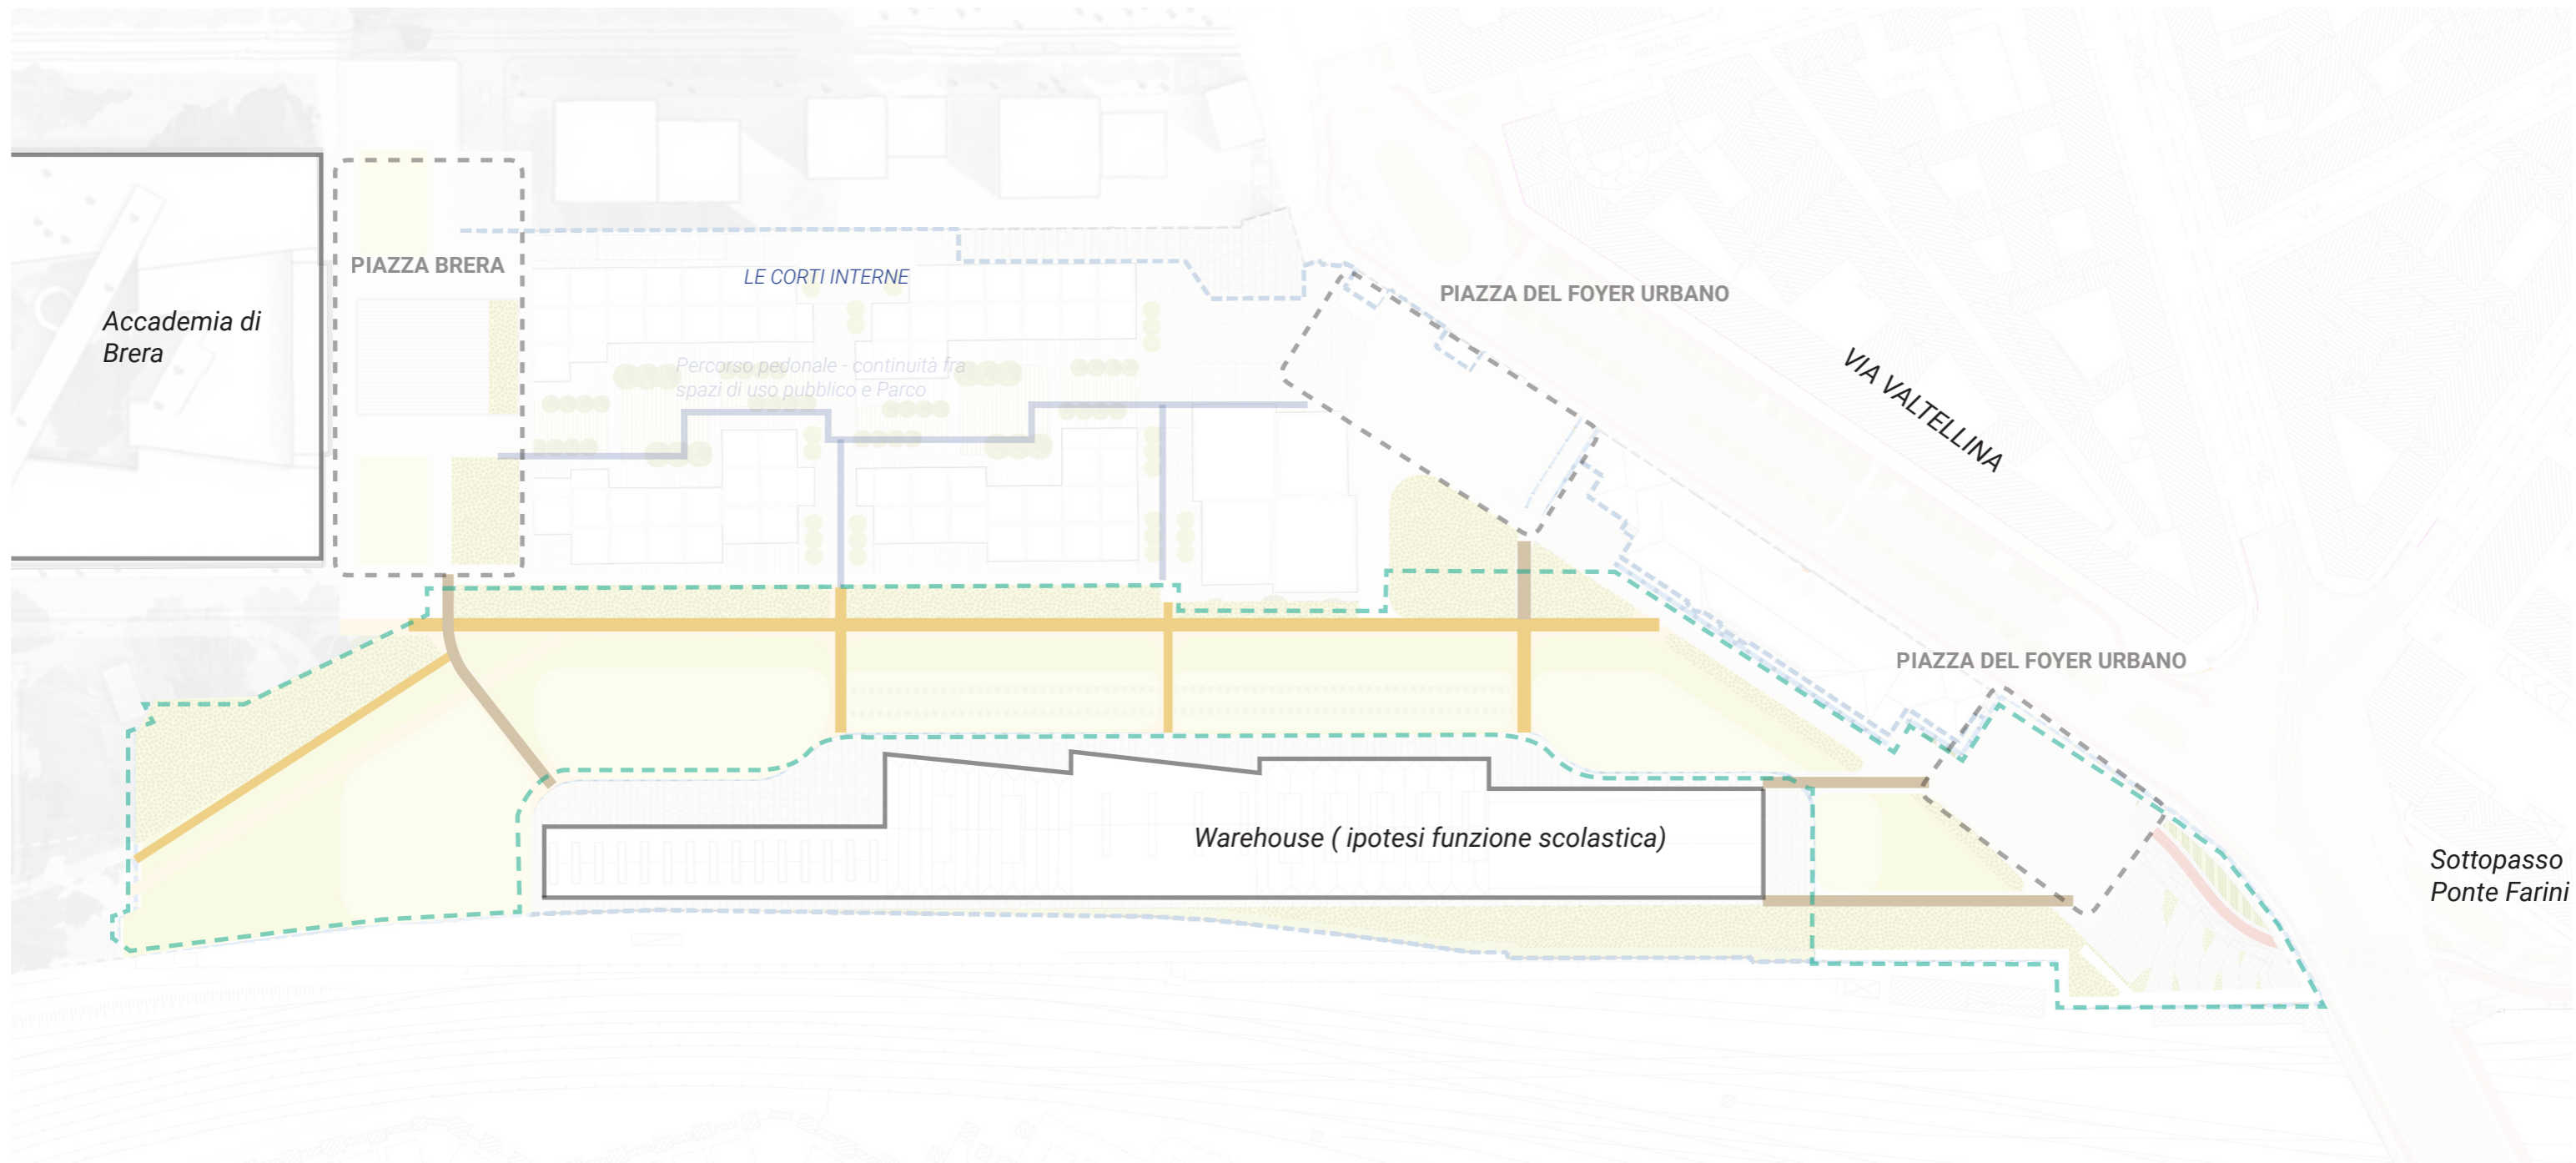 PIAZZA BRERA
LE CORTI INTERNE
PIAZZA DEL FOYER URBANO
Accademia di
Brera
Percorso pedonale - continuità fra
spazi di uso pubblico e Parco
VIA VALTELLINA
PIAZZA DEL FOYER URBANO
Warehouse ( ipotesi funzione scolastica)
Sottopasso
Ponte Farini